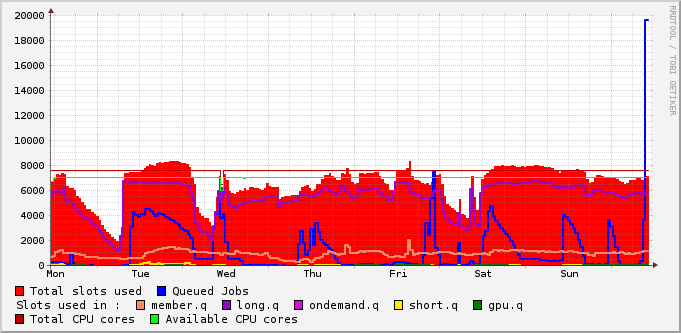 20000
18000
16000
14000
12000
10000
8000
6000
4000
2000
0
Mon Tue Wed Thu Fri Sat Sun
Total slots used Queued Jobs
Slots used in : member.q long.q ondemand.q short.q gpu.q
Total CPU cores Available CPU cores
RRDTOOL / TOBI OETIKER